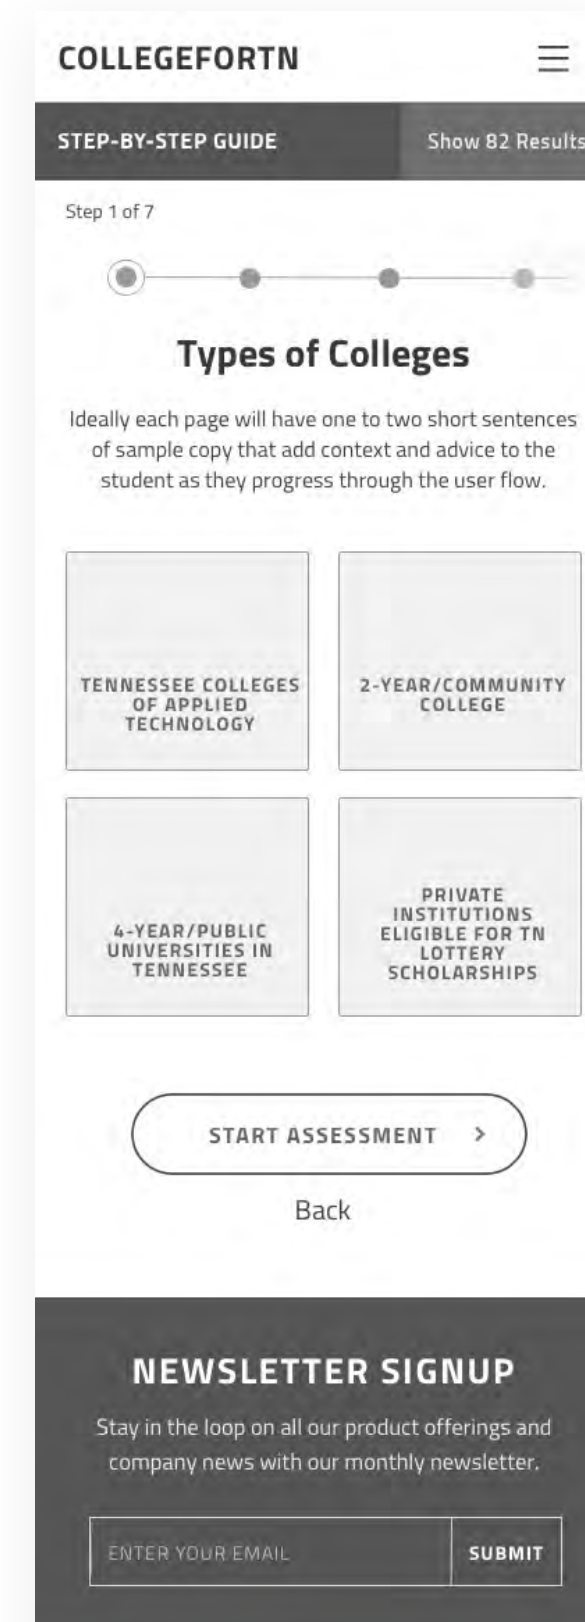 COLLEGEFORTN
STEP-BY-STEP GUIDE
Show 82 Results
Step 1 of 7
Types of Colleges
Ideally each page will have one to two short sentences
of sample copy that add context and advice to the
student as they progress through the user flow.
TENNESSEE COLLEGES
OF APPLIED
TECHNOLOGY
2-YEAR/COMMUNITY
COLLEGE
4-YEAR/PUBLIC
UNIVERSITIES IN
TENNESSEE
PRIVATE
INSTITUTIONS
ELIGIBLE FOR TN
LOTTERY
SCHOLARSHIPS
START ASSESSMENT >
Back
NEWSLETTER SIGNUP
Stay in the loop on all our product offerings and
company news with our monthly newsletter.
ENTER YOUR EMAIL
SUBMIT